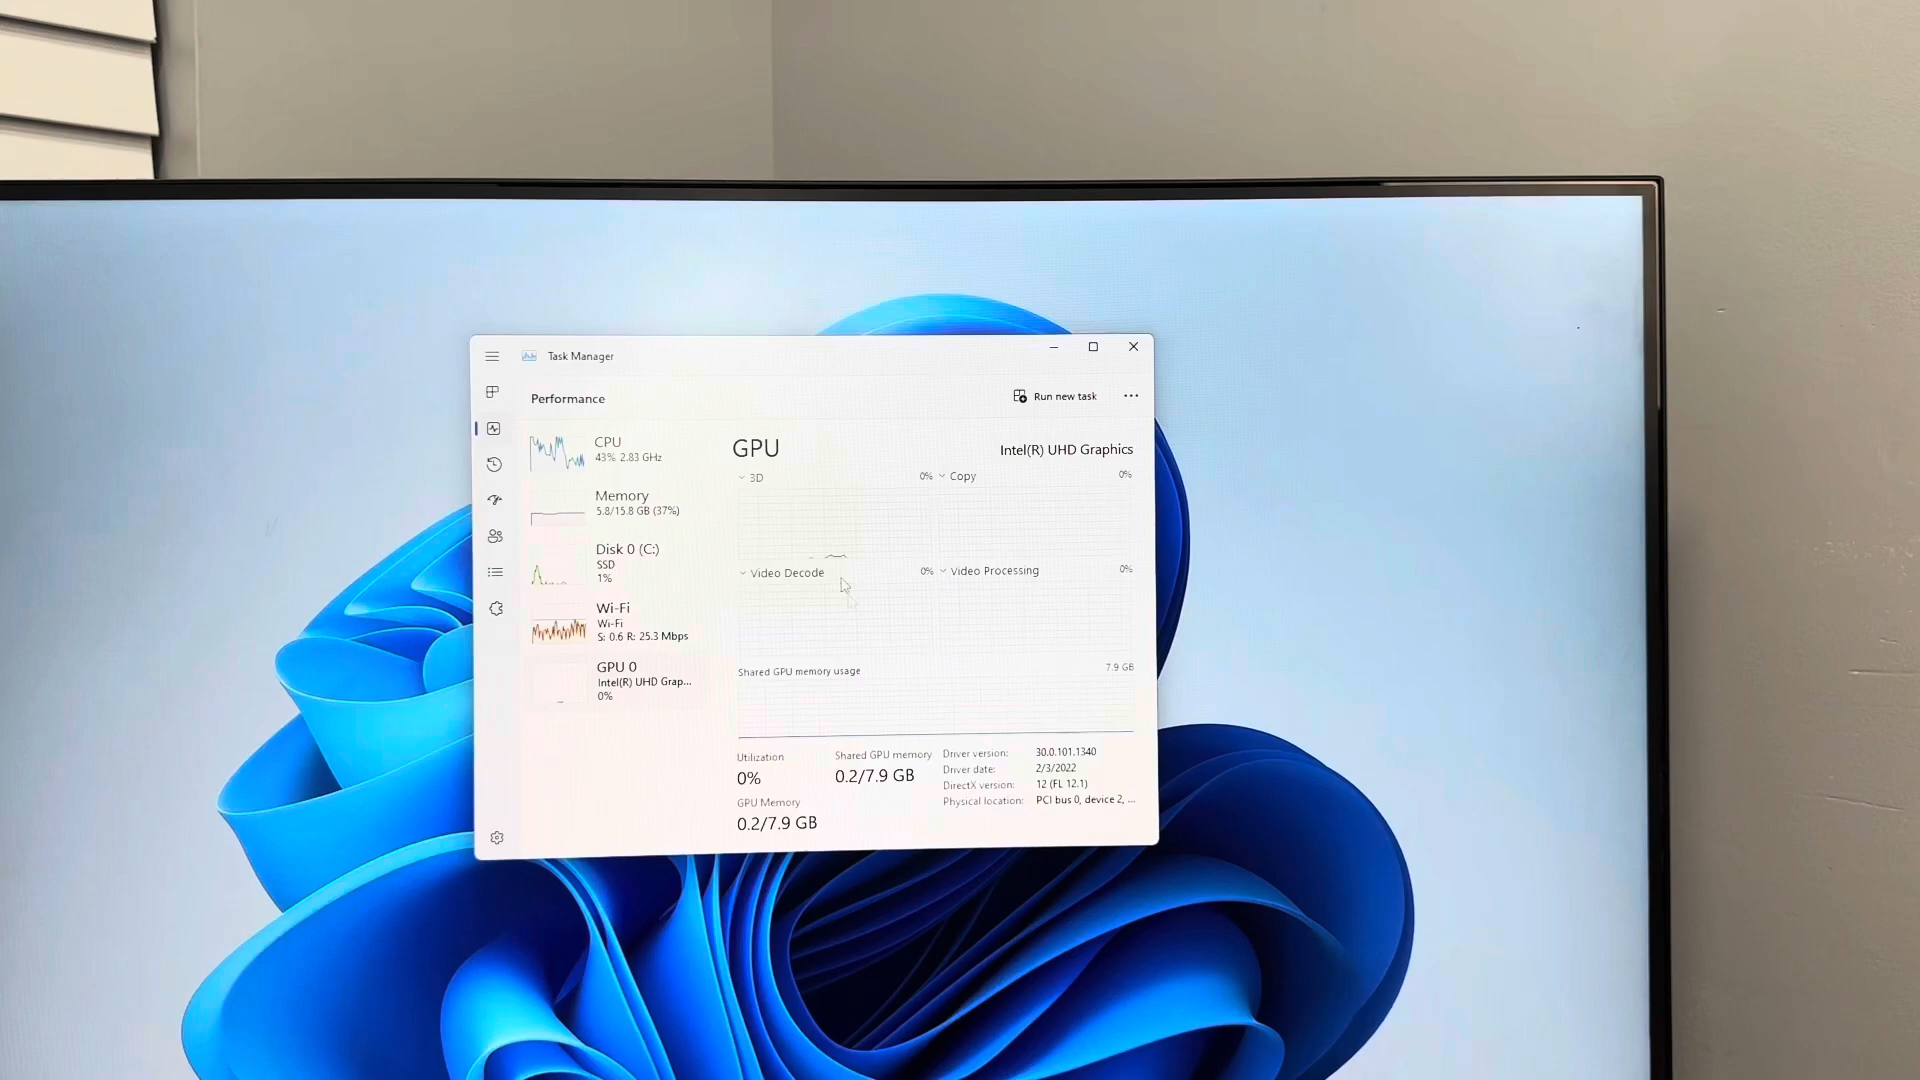 Task Manager
Performance
Run new task
CPU
43% 2.83 GHz
Memory
5.8/15.8 GB (37%)
Disk 0 (C:)
SSD
1%
Wi-Fi
Wi-Fi
S: 0.6 R: 25.3 Mbps
GPU 0
Intel(R) UHD Grap...
0%
GPU
Intel(R) UHD Graphics
3D 0%
Copy 0%
Video Decode 0%
Video Processing 0%
Shared GPU memory usage 7.9 GB
Utilization
0%
Shared GPU memory
0.2/7.9 GB
GPU Memory
0.2/7.9 GB
Driver version: 30.0.101.1340
Driver date: 2/3/2022
DirectX version: 12 (FL 12.1)
Physical location: PCI bus 0, device 2, ...